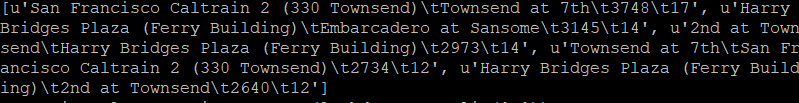 [u'San Francisco Caltrain 2 (330 Townsend)\tTownsend at 7th\t3748\t17', u'Harry
Bridges Plaza (Ferry Building)\tEmbarcadero at Sansome\t3145\t14', u'2nd at Town
send\tHarry Bridges Plaza (Ferry Building)\t2973\t14', u'Townsend at 7th\tSan Fr
ancisco Caltrain 2 (330 Townsend)\t2734\t12', u'Harry Bridges Plaza (Ferry Build
ing)\t2nd at Townsend\t2640\t12']